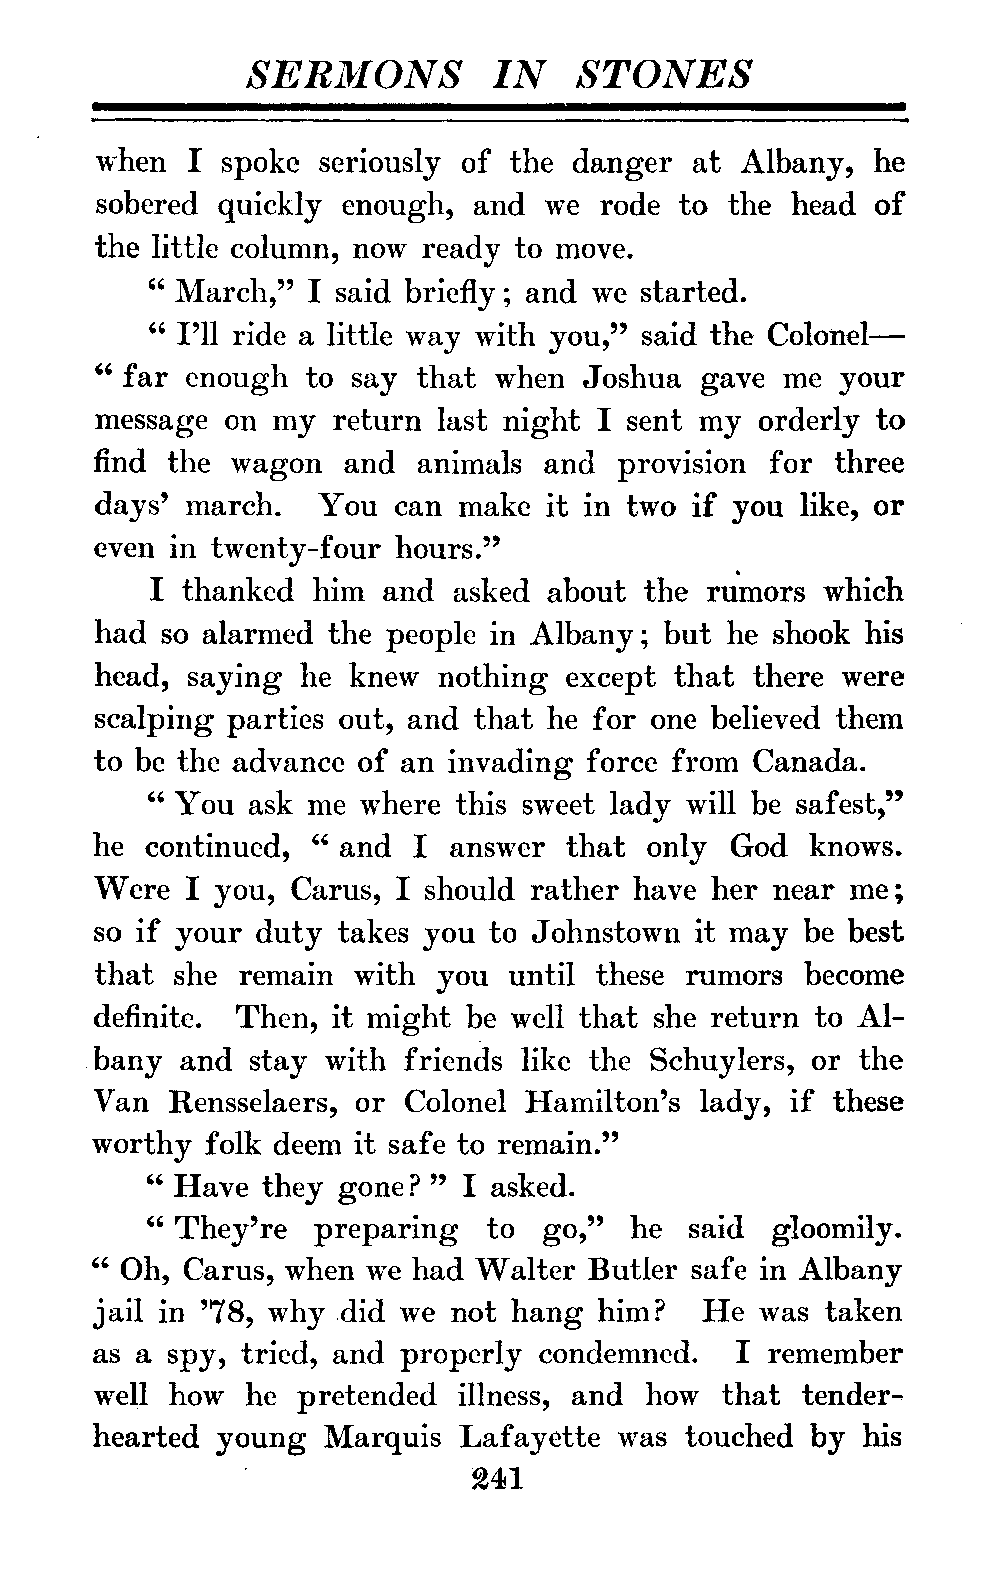 SERMONS IN STONES
when I spoke seriously of the danger at Albany, he
sobered quickly enough, and we rode to the head of
the little column, now ready to move.
“ March,” I said briefly; and we started.
“ I’ll ride a little way with you,” said the Colonel—
“ far enough to say that when Joshua gave me your
message on my return last night I sent my orderly to
find the wagon and animals and provision for three
days’ march. You can make it in two if you like, or
even in twenty-four hours.”
I thanked him and asked about the rumors which
had so alarmed the people in Albany; but he shook his
head, saying he knew nothing except that there were
scalping parties out, and that he for one believed them
to be the advance of an invading force from Canada.
“ You ask me where this sweet lady will be safest,”
he continued, “ and I answer that only God knows.
Were I you, Carus, I should rather have her near me;
so if your duty takes you to Johnstown it may be best
that she remain with you until these rumors become
definite. Then, it might be well that she return to Al-
bany and stay with friends like the Schuylers, or the
Van Rensselaers, or Colonel Hamilton’s lady, if these
worthy folk deem it safe to remain.”
“ Have they gone? ” I asked.
“ They’re preparing to go,” he said gloomily.
“ Oh, Carus, when we had Walter Butler safe in Albany
jail in ’78, why did we not hang him? He was taken
as a spy, tried, and properly condemned. I remember
well how he pretended illness, and how that tender-
hearted young Marquis Lafayette was touched by his
241